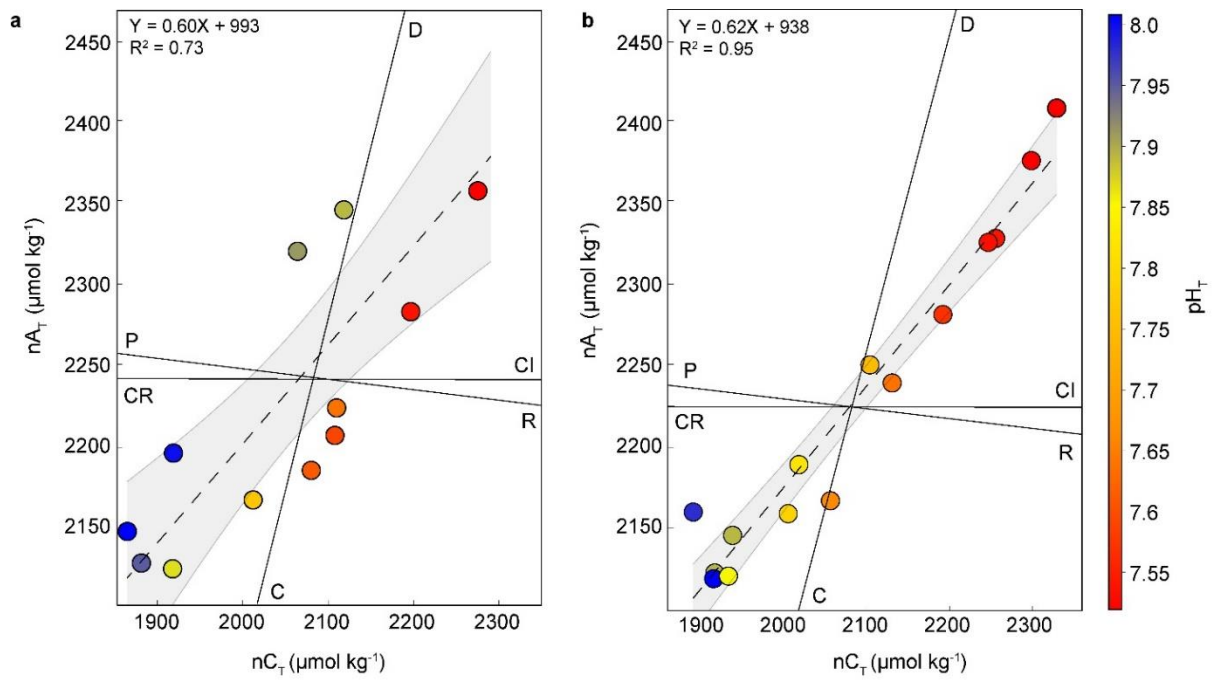 a
Y = 0.60X + 993
R² = 0.73
D
P
CI
CR
R
C
2450
2400
2350
2300
2250
2200
2150
nA_T (µmol kg⁻¹)
1900 2000 2100 2200 2300
nC_T (µmol kg⁻¹)
b
Y = 0.62X + 938
R² = 0.95
D
P
CI
CR
R
C
2450
2400
2350
2300
2250
2200
2150
nA_T (µmol kg⁻¹)
1900 2000 2100 2200 2300
nC_T (µmol kg⁻¹)
8.0
7.95
7.9
7.85
7.8
7.75
7.7
7.65
7.6
7.55
pH_T